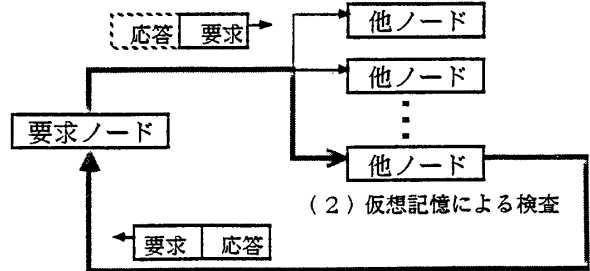 応答 要求
他ノード
他ノード
要求ノード
他ノード
(2)仮想記憶による検査
要求 応答